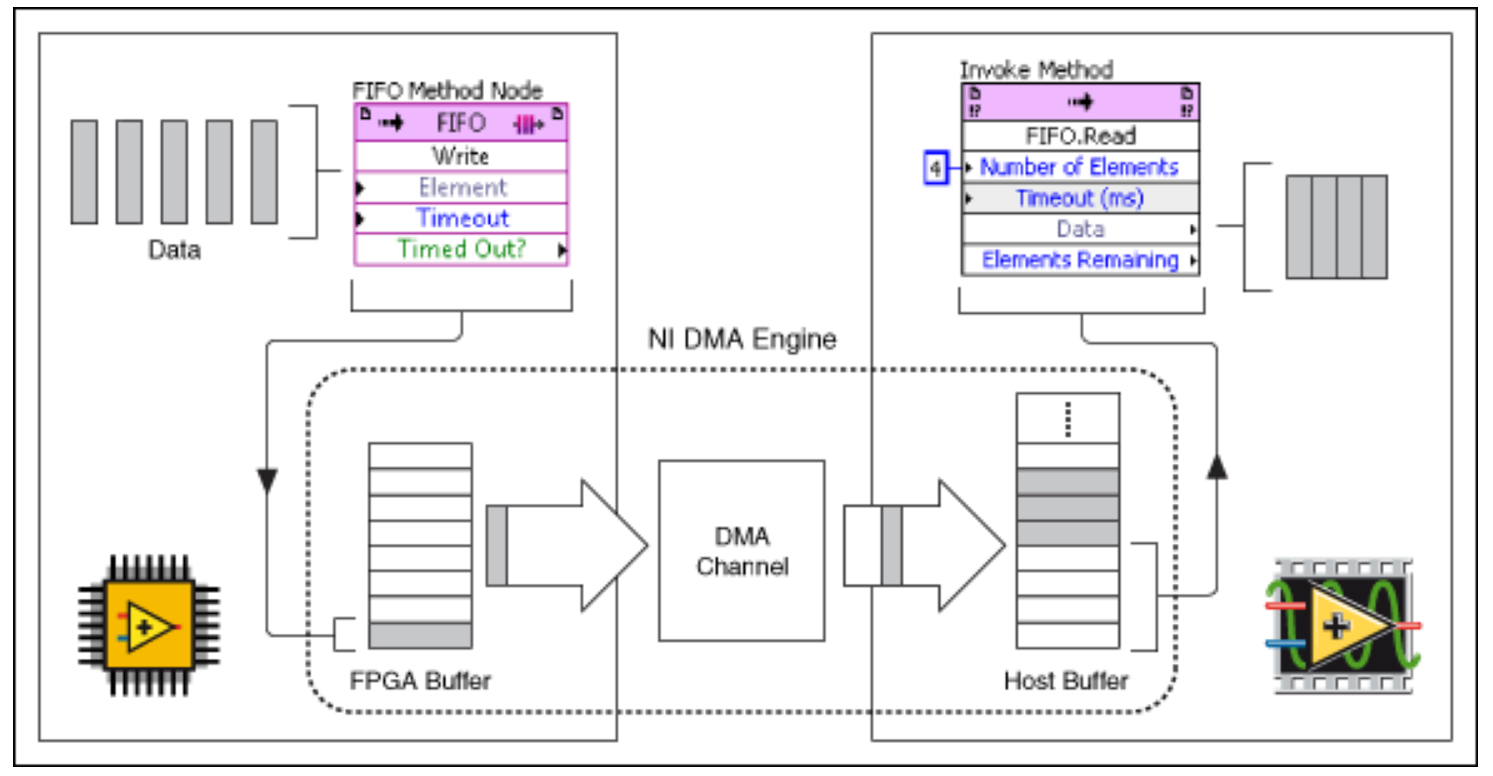 FIFO Method Node
FIFO
Write
Element
Timeout
Timed Out?
Data
Invoke Method
FIFO.Read
4
Number of Elements
Timeout (ms)
Data
Elements Remaining
NI DMA Engine
DMA
Channel
FPGA Buffer
Host Buffer